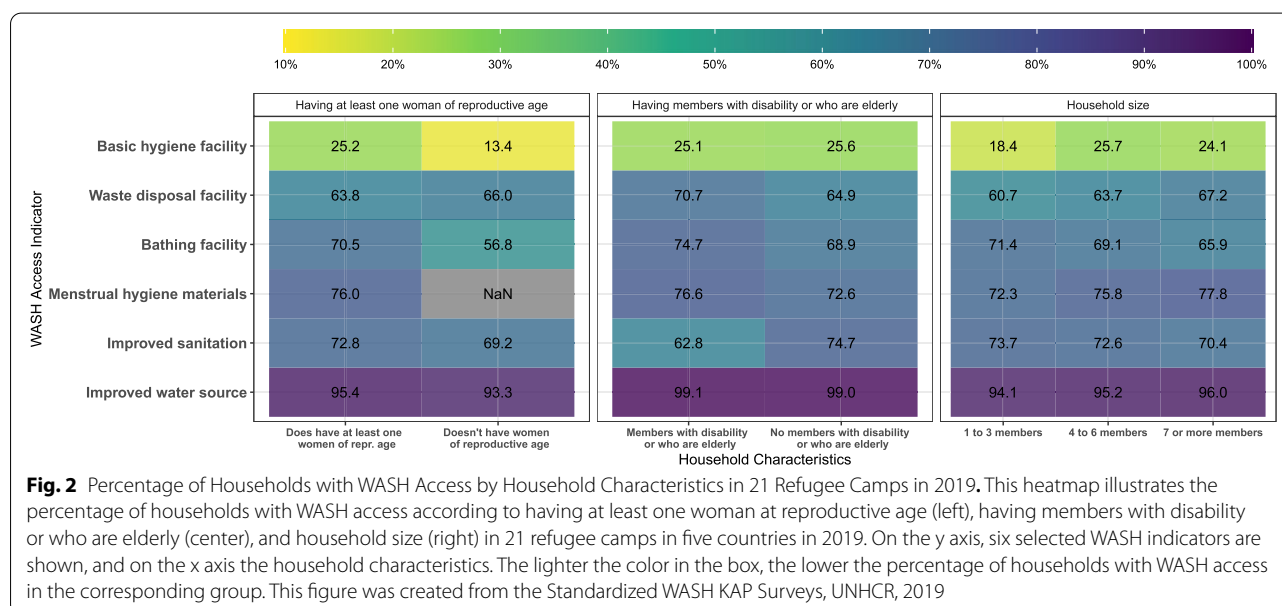 10% 20% 30% 40% 50% 60% 70% 80% 90% 100%
Having at least one woman of reproductive age Having members with disability or who are elderly Household size
WASH Access Indicator
Basic hygiene facility 25.2 13.4 25.1 25.6 18.4 25.7 24.1
Waste disposal facility 63.8 66.0 70.7 64.9 60.7 63.7 67.2
Bathing facility 70.5 56.8 74.7 68.9 71.4 69.1 65.9
Menstrual hygiene materials 76.0 NaN 76.6 72.6 72.3 75.8 77.8
Improved sanitation 72.8 69.2 62.8 74.7 73.7 72.6 70.4
Improved water source 95.4 93.3 99.1 99.0 94.1 95.2 96.0
Does have at least one Doesn't have women Members with disability No members with disability 1 to 3 members 4 to 6 members 7 or more members
women of repr. age of reproductive age or who are elderly or who are elderly
Household Characteristics
Fig. 2 Percentage of Households with WASH Access by Household Characteristics in 21 Refugee Camps in 2019. This heatmap illustrates the
percentage of households with WASH access according to having at least one woman at reproductive age (left), having members with disability
or who are elderly (center), and household size (right) in 21 refugee camps in five countries in 2019. On the y axis, six selected WASH indicators are
shown, and on the x axis the household characteristics. The lighter the color in the box, the lower the percentage of households with WASH access
in the corresponding group. This figure was created from the Standardized WASH KAP Surveys, UNHCR, 2019